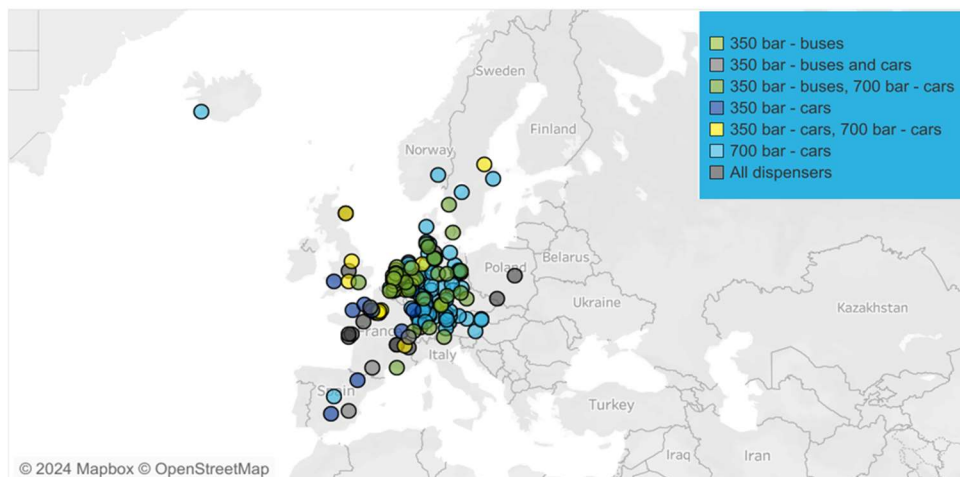 350 bar - buses
350 bar - buses and cars
350 bar - buses, 700 bar - cars
350 bar - cars
350 bar - cars, 700 bar - cars
700 bar - cars
All dispensers
Sweden
Finland
Norway
Belarus
Poland
Ukraine
Kazakhstan
France
Italy
Spain
Turkey
Iraq
Iran
© 2024 Mapbox © OpenStreetMap